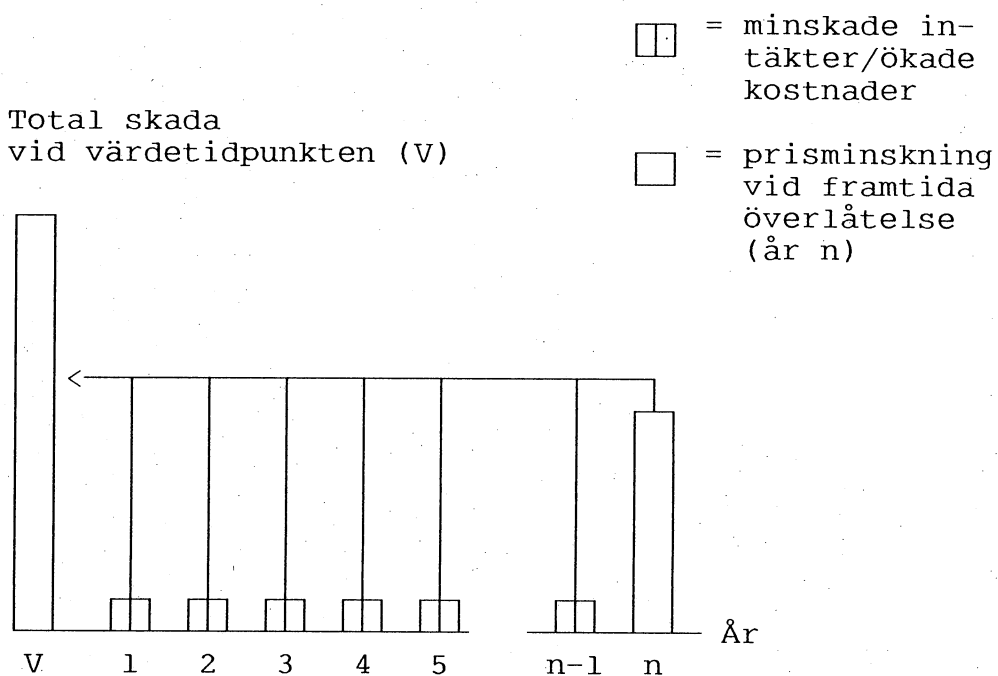 = minskade in-
täkter/ökade
kostnader
Total skada
vid värdetidpunkten (V)
= prisminskning
vid framtida
överlåtelse
(år n)
År
V 1 2 3 4 5 n-1 n